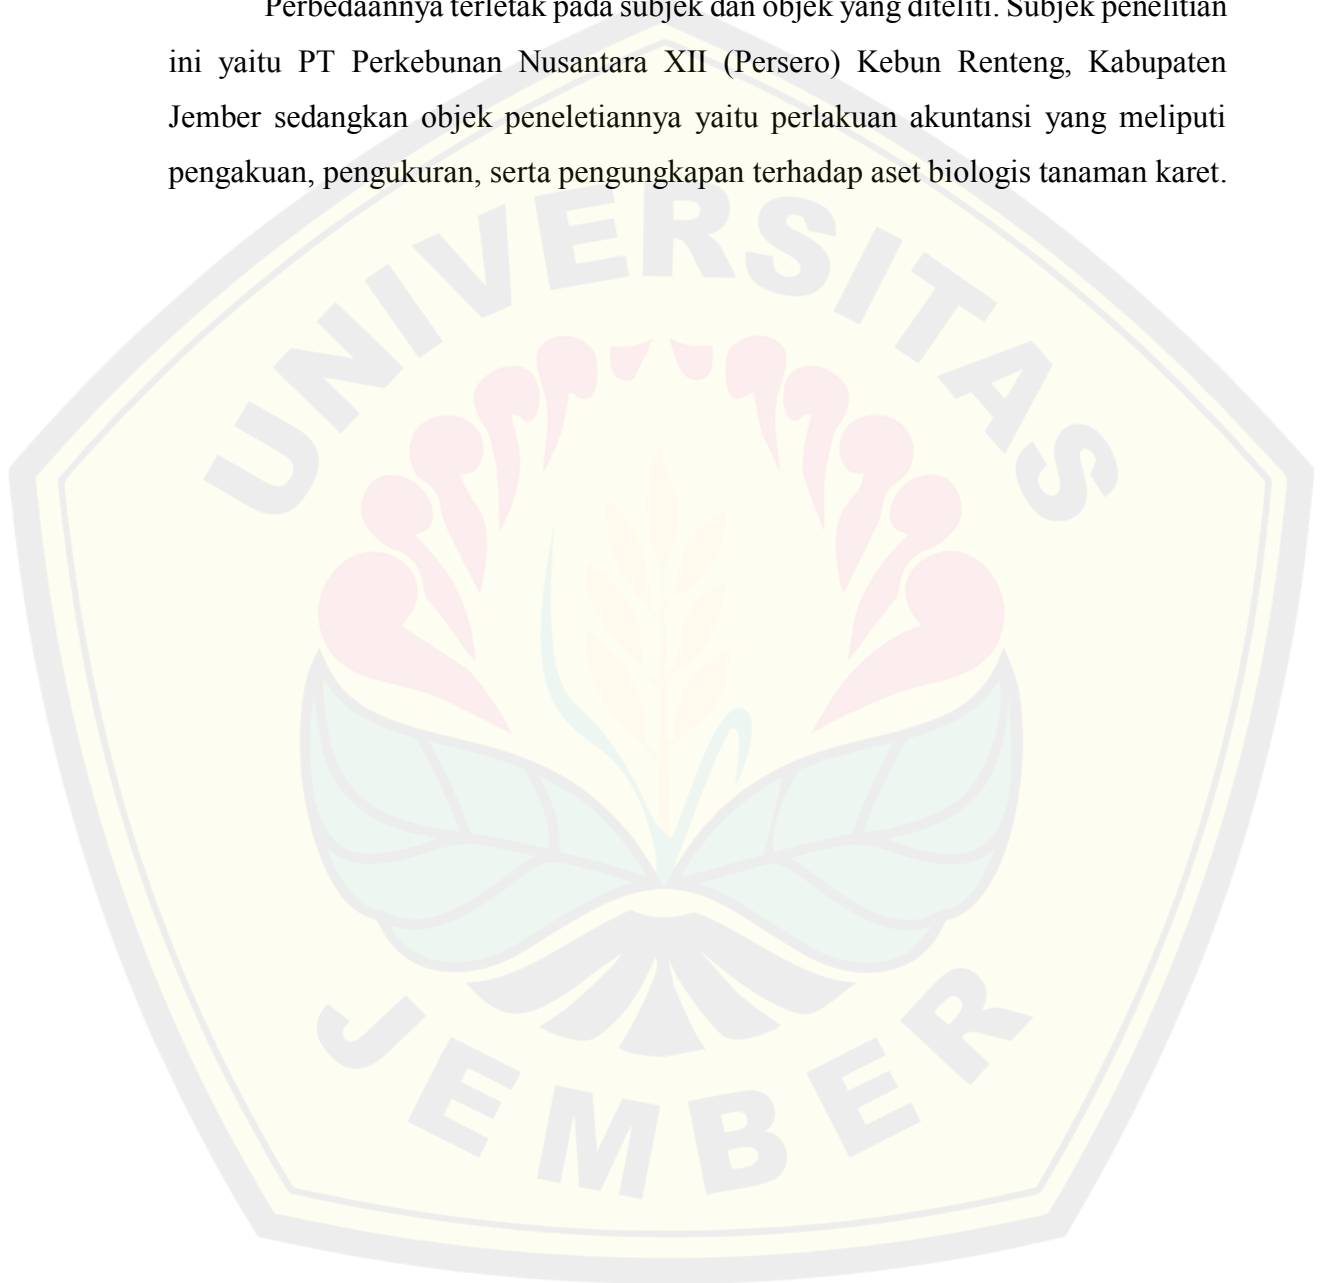 Perbedaannya terletak pada subjek dan objek yang diteliti. Subjek penelitian
ini yaitu PT Perkebunan Nusantara XII (Persero) Kebun Renteng, Kabupaten
Jember sedangkan objek peneletiannya yaitu perlakuan akuntansi yang meliputi
pengakuan, pengukuran, serta pengungkapan terhadap aset biologis tanaman karet.
UNIVERSITAS
JEMBER